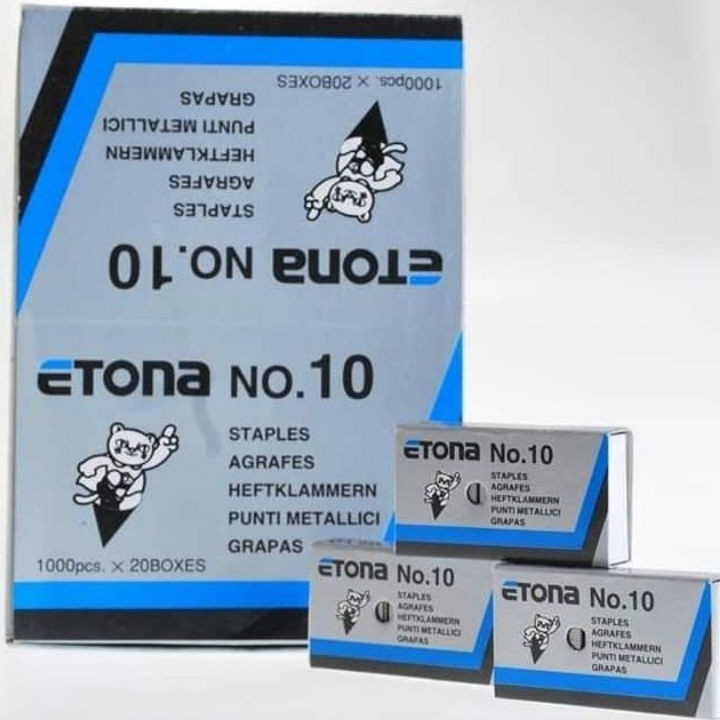 1000pcs. × 20BOXES
GRAPAS
PUNTI METALLICI
HEFTKLAMMERN
AGRAFES
STAPLES
ETONA NO.10
ETONA NO.10
STAPLES
AGRAFES
HEFTKLAMMERN
PUNTI METALLICI
GRAPAS
1000pcs. × 20BOXES
ETONA No.10
STAPLES
AGRAFES
HEFTKLAMMERN
PUNTI METALLICI
GRAPAS
ETONA No.10
STAPLES
AGRAFES
HEFTKLAMMERN
PUNTI METALLICI
GRAPAS
ETONA No.10
STAPLES
AGRAFES
HEFTKLAMMERN
PUNTI METALLICI
GRAPAS